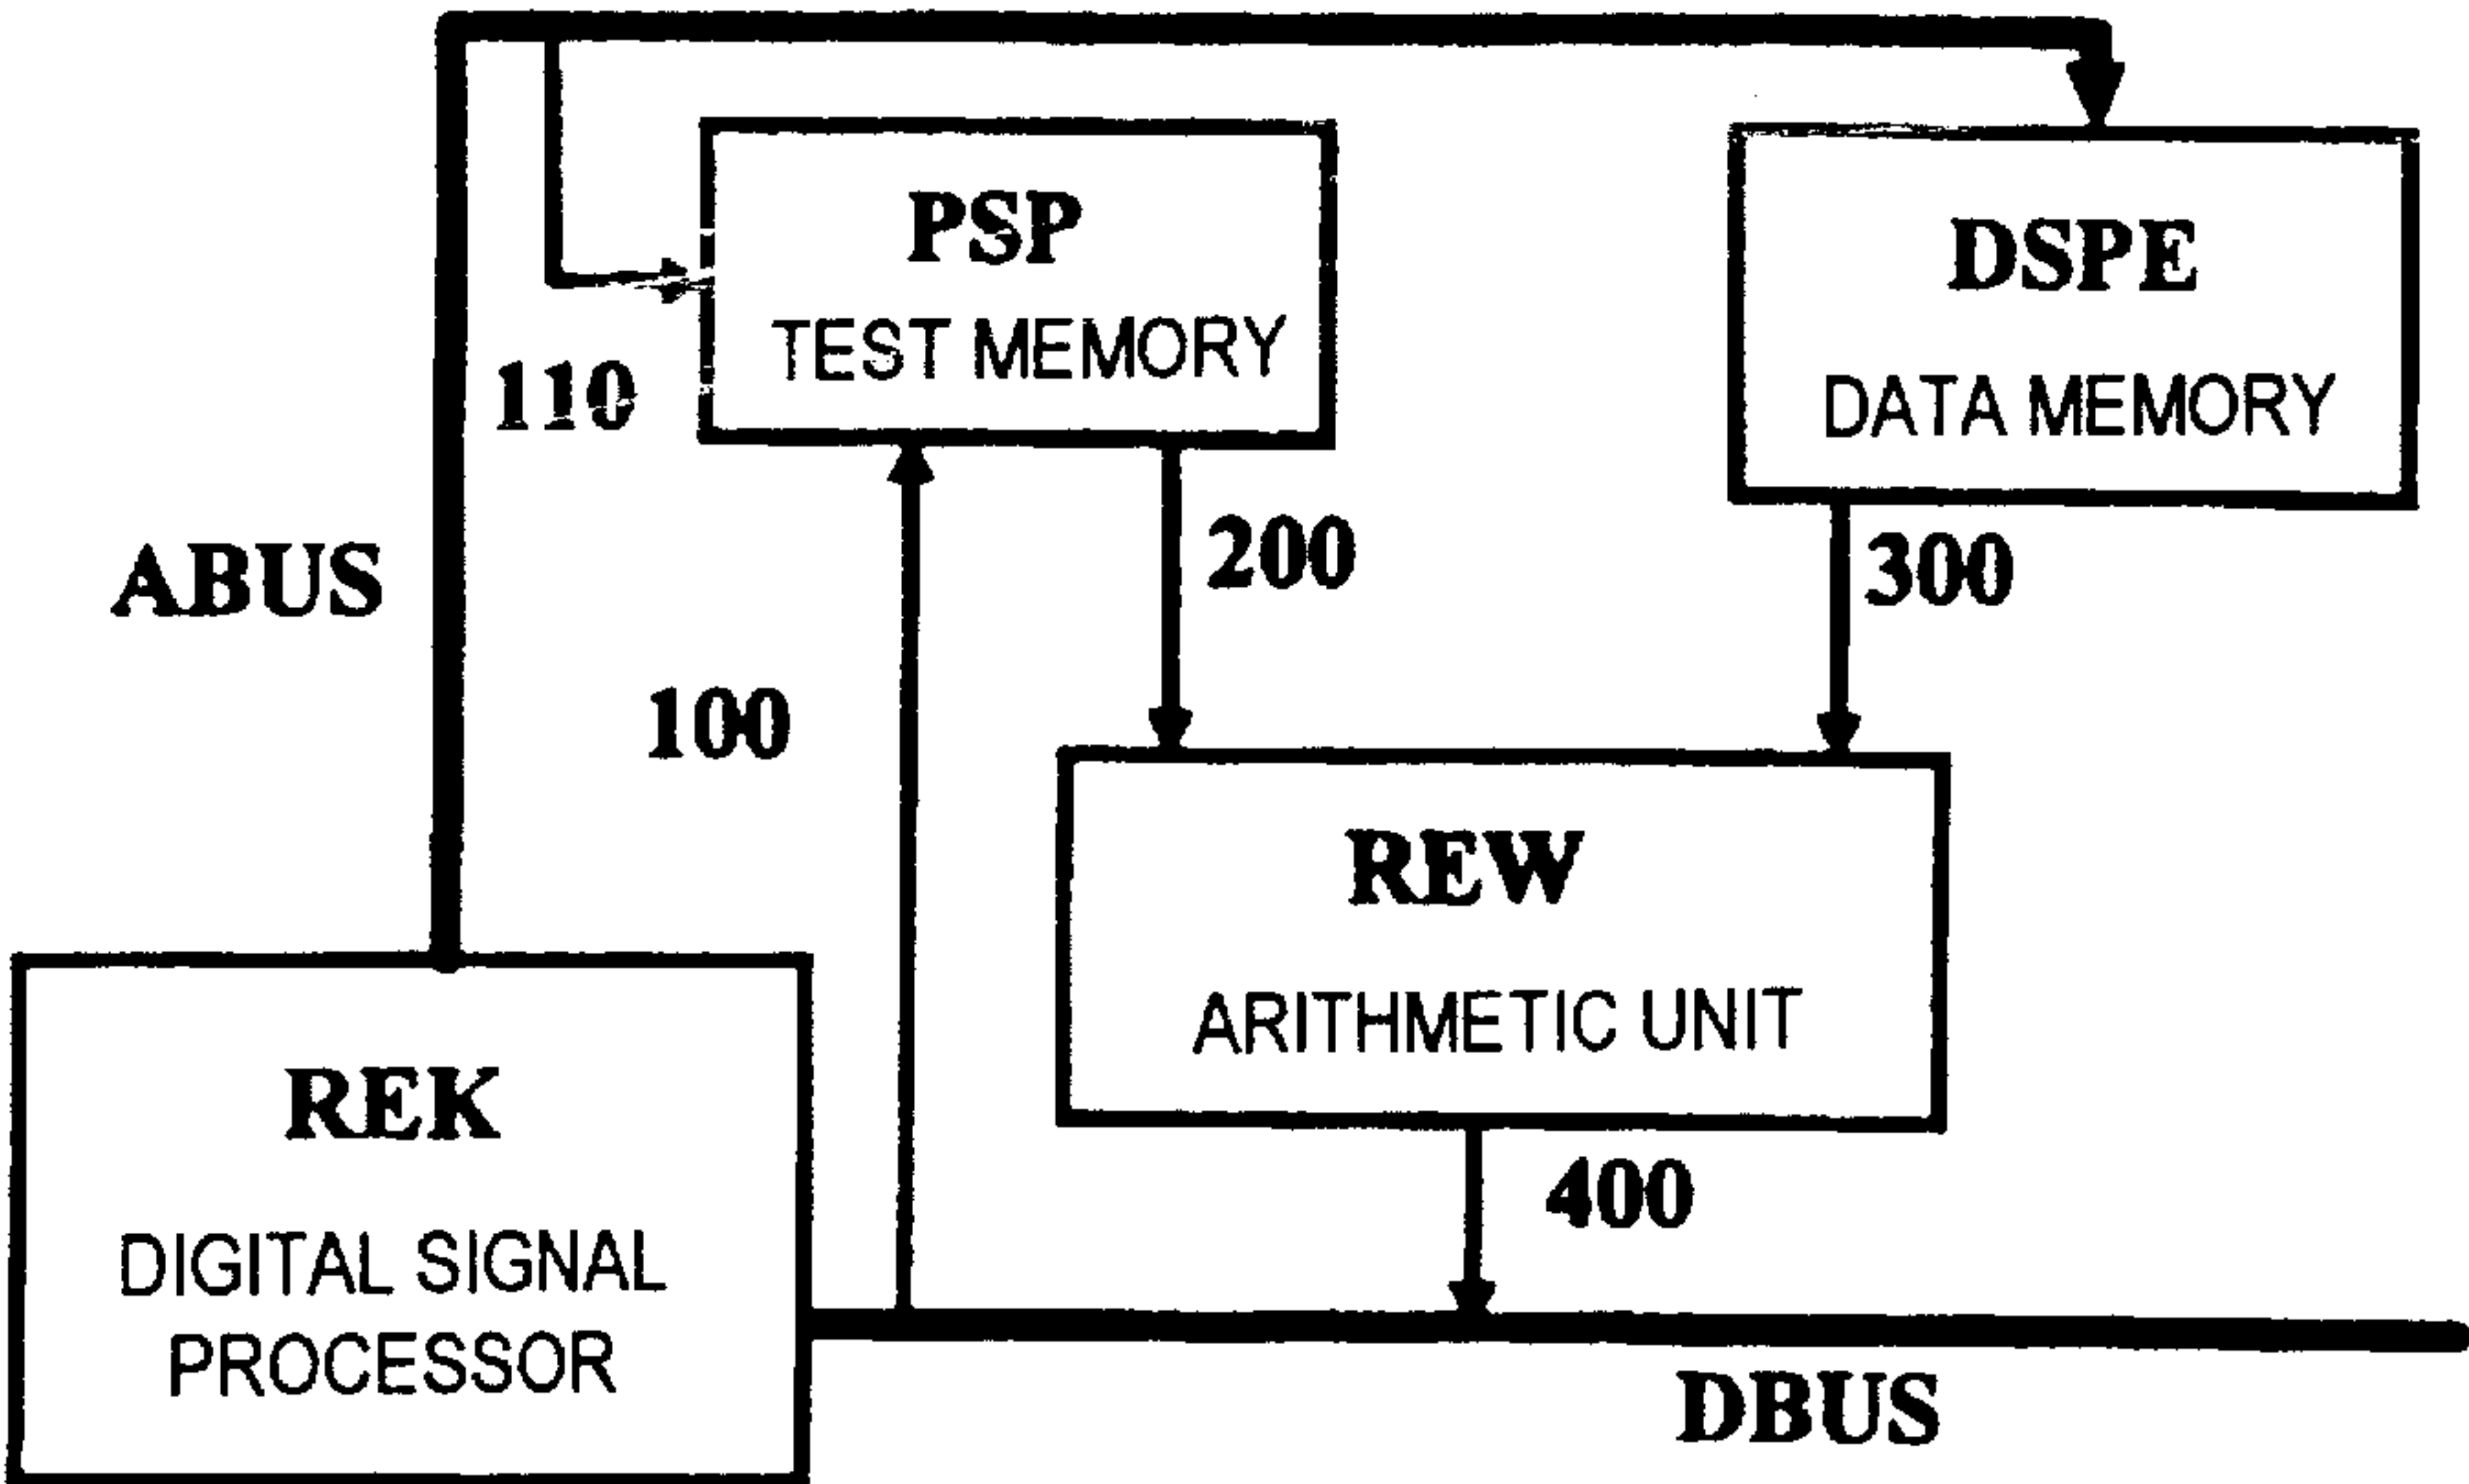 PSP
TEST MEMORY
DSPE
DATA MEMORY
110
ABUS
200
300
100
REW
ARITHMETIC UNIT
REK
DIGITAL SIGNAL
PROCESSOR
400
DBUS